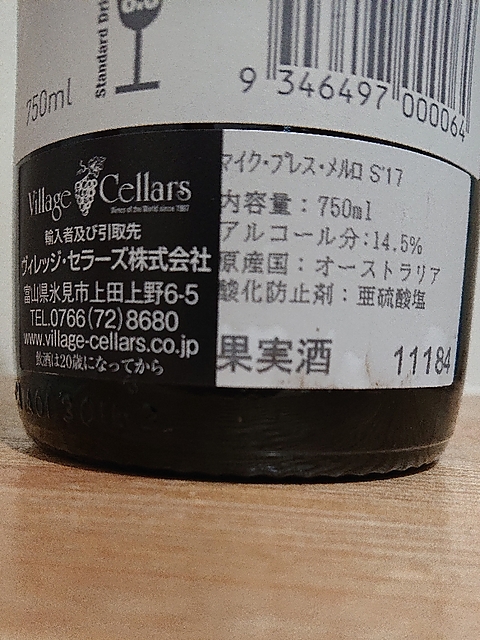 Standard Dri
750ml
9 346497 000064
Village Cellars
Wines of the World since 1987
輸入者及び引取先
ヴィレッジ・セラーズ株式会社
富山県氷見市上田上野6-5
TEL.0766(72)8680
www.village-cellars.co.jp
飲酒は20歳になってから
マイク・プレス・メルロ S'17
内容量:750ml
アルコール分:14.5%
原産国:オーストラリア
酸化防止剤:亜硫酸塩
果実酒 11184